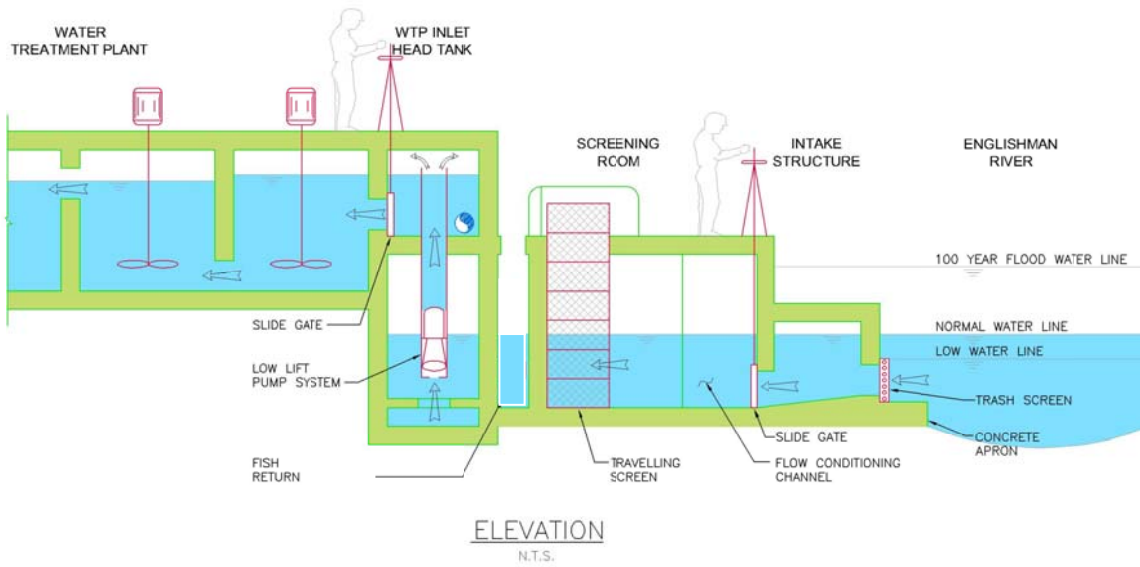 WATER
TREATMENT PLANT
WTP INLET
HEAD TANK
SCREENING
ROOM
INTAKE
STRUCTURE
ENGLISHMAN
RIVER
100 YEAR FLOOD WATER LINE
NORMAL WATER LINE
LOW WATER LINE
SLIDE GATE
LOW LIFT
PUMP SYSTEM
TRASH SCREEN
SLIDE GATE
CONCRETE
APRON
FISH
RETURN
TRAVELLING
SCREEN
FLOW CONDITIONING
CHANNEL
ELEVATION
N.T.S.